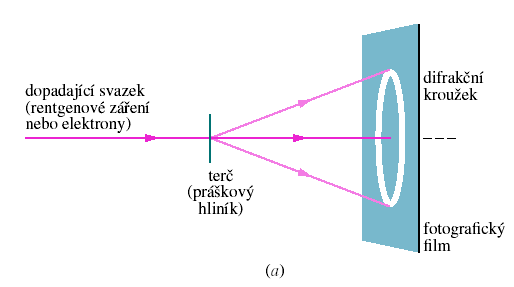 dopadající svazek
(rentgenové záření
nebo elektrony)
terč
(práškový
hliník)
difrakční
kroužek
fotografický
film
(a)